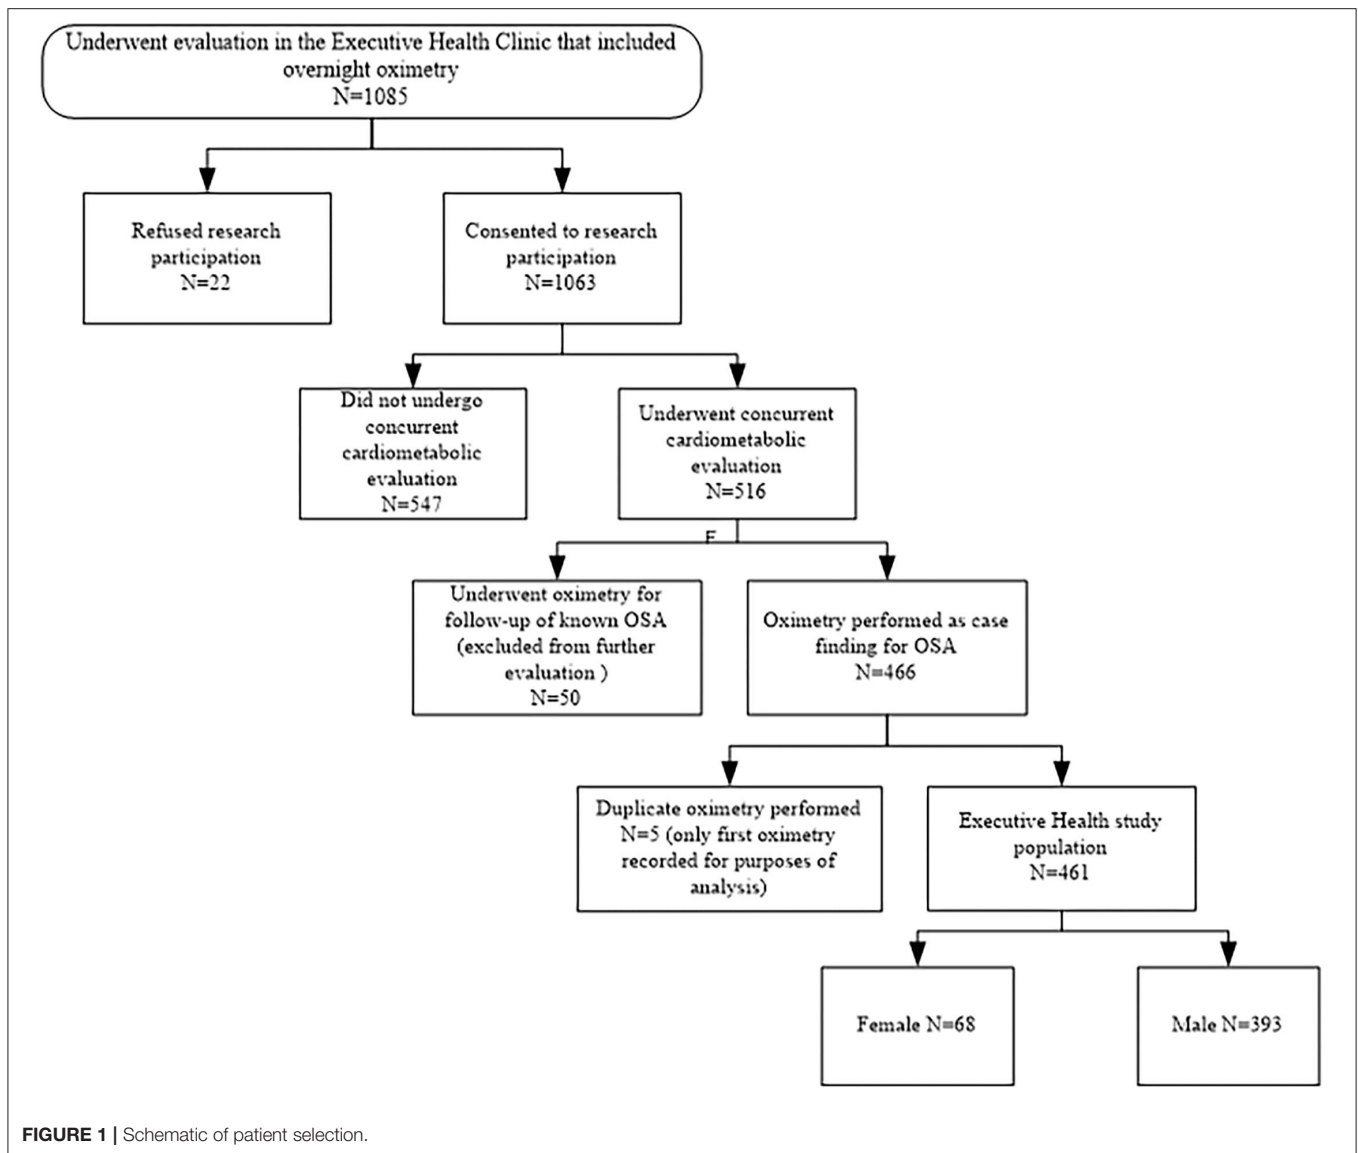 Underwent evaluation in the Executive Health Clinic that included
overnight oximetry
N=1085
Refused research
participation
N=22
Consented to research
participation
N=1063
Did not undergo
concurrent
cardiometabolic
evaluation
N=547
Underwent concurrent
cardiometabolic
evaluation
N=516
F
Underwent oximetry for
follow-up of known OSA
(excluded from further
evaluation )
N=50
Oximetry performed as case
finding for OSA
N=466
Duplicate oximetry performed
N=5 (only first oximetry
recorded for purposes of
analysis)
Executive Health study
population
N=461
Female N=68
Male N=393
FIGURE 1 | Schematic of patient selection.